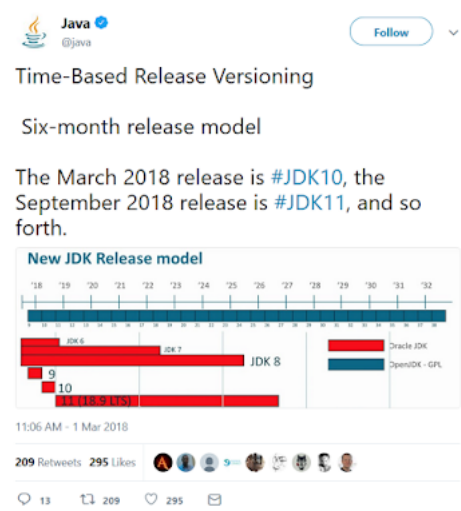 Java
@java
Follow
Time-Based Release Versioning
Six-month release model
The March 2018 release is #JDK10, the
September 2018 release is #JDK11, and so
forth.
New JDK Release model
'18 '19 '20 '21 '22 '23 '24 '25 '26 '27 '28 '29 '30 '31 '32
JDK 6
JDK 7
JDK 8
9
10
11 (18.9 LTS)
Oracle JDK
OpenJDK - GPL
11:06 AM - 1 Mar 2018
209 Retweets 295 Likes
13 209 295